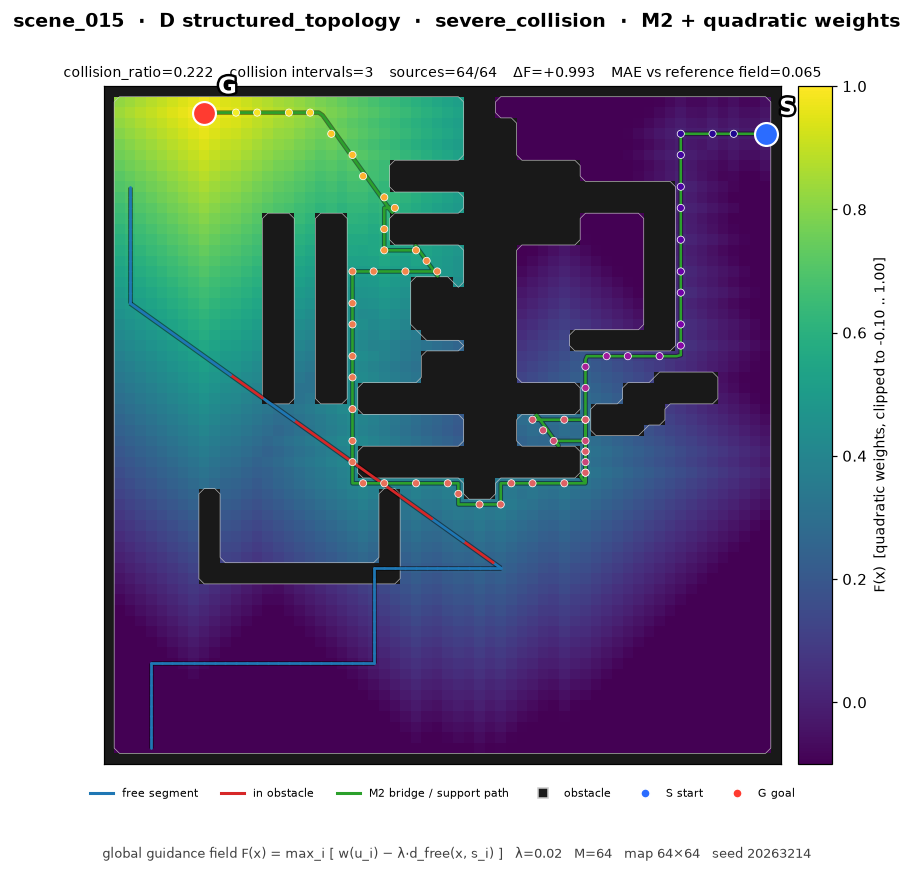 scene_015 · D structured_topology · severe_collision · M2 + quadratic weights
collision_ratio=0.222 collision intervals=3 sources=64/64 ΔF=+0.993 MAE vs reference field=0.065
G
S
1.0
0.8
0.6
0.4
0.2
0.0
F(x) [quadratic weights, clipped to -0.10 .. 1.00]
free segment
in obstacle
M2 bridge / support path
obstacle
S start
G goal
global guidance field F(x) = max_i [ w(u_i) − λ·d_free(x, s_i) ] λ=0.02 M=64 map 64×64 seed 20263214